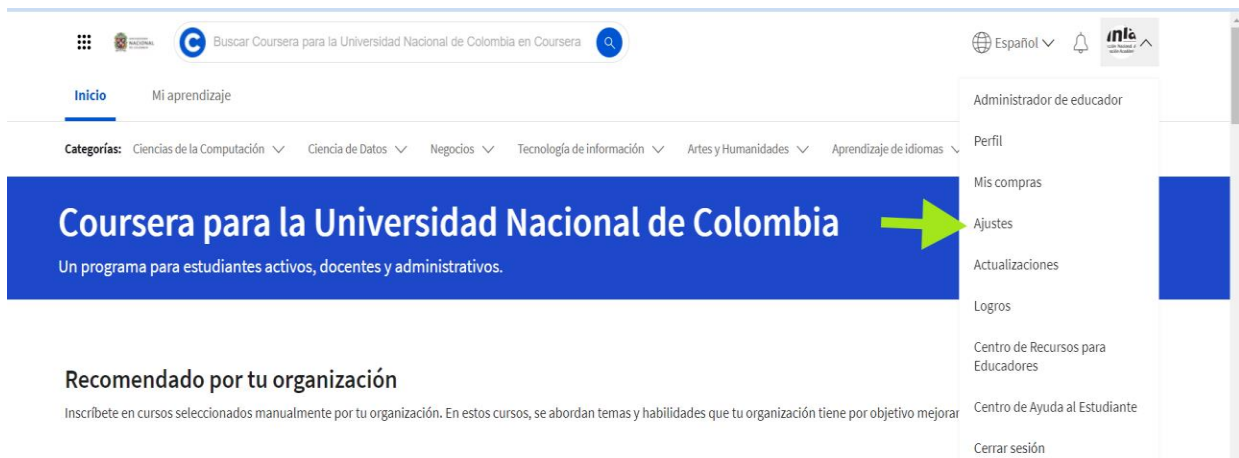 NACIONAL
C
Buscar Coursera para la Universidad Nacional de Colombia en Coursera
Español
inla
Inicio
Mi aprendizaje
Categorías: Ciencias de la Computación Ciencia de Datos Negocios Tecnología de información Artes y Humanidades Aprendizaje de idiomas
Coursera para la Universidad Nacional de Colombia
Un programa para estudiantes activos, docentes y administrativos.
Recomendado por tu organización
Inscríbete en cursos seleccionados manualmente por tu organización. En estos cursos, se abordan temas y habilidades que tu organización tiene por objetivo mejorar
Administrador de educador
Perfil
Mis compras
Ajustes
Actualizaciones
Logros
Centro de Recursos para
Educadores
Centro de Ayuda al Estudiante
Cerrar sesión